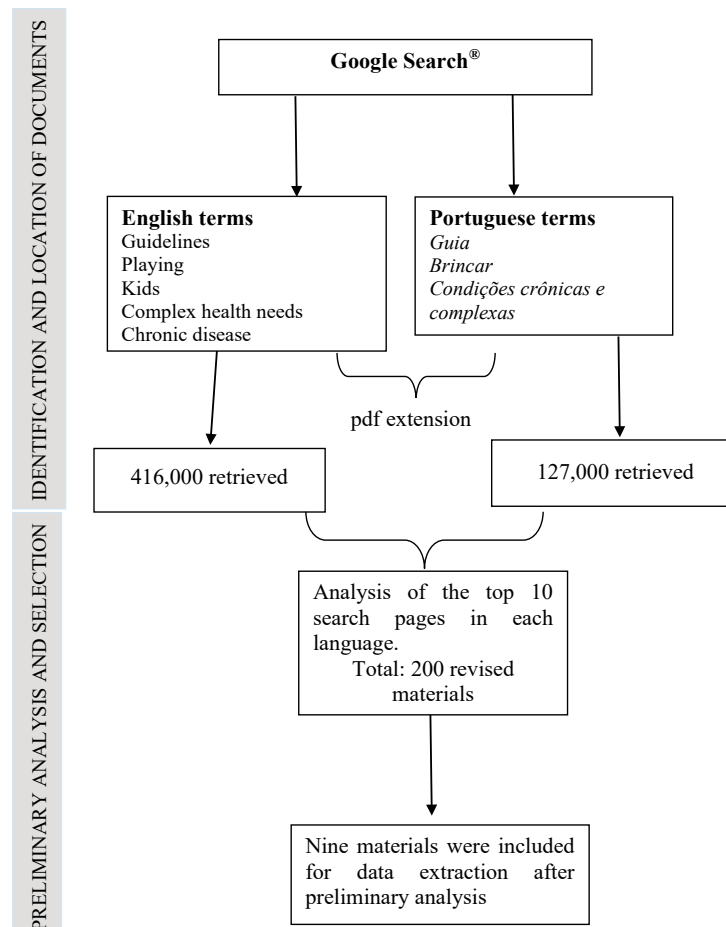 IDENTIFICATION AND LOCATION OF DOCUMENTS
Google Search®
English terms
Guidelines
Playing
Kids
Complex health needs
Chronic disease
Portuguese terms
Guia
Brincar
Condições crônicas e
complexas
pdf extension
416,000 retrieved
127,000 retrieved
PRELIMINARY ANALYSIS AND SELECTION
Analysis of the top 10
search pages in each
language.
Total: 200 revised
materials
Nine materials were included
for data extraction after
preliminary analysis